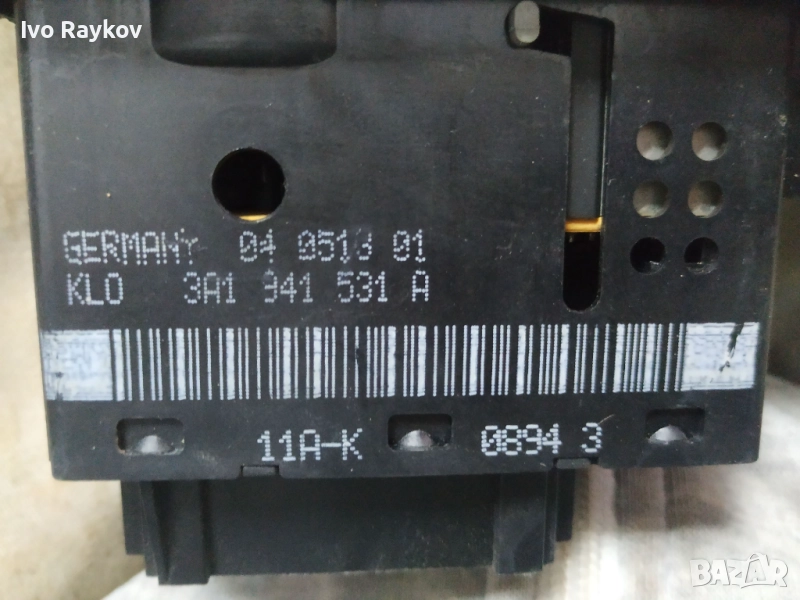 Ivo Raykov
GERMANY 04 0513 01
KLO 3A1 941 531 A
11A-K 0894 3
BAZAR